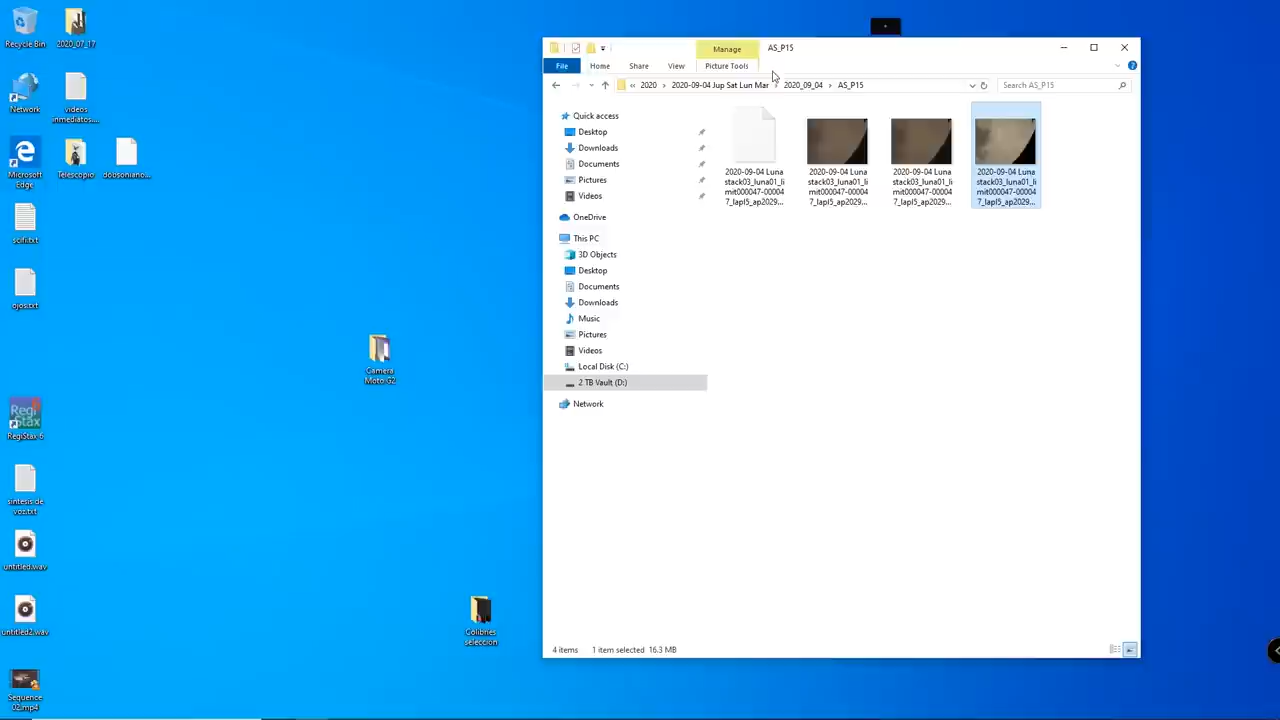 Recycle Bin
2020_07_17
Network
videos
inmediatos....
Microsoft
Edge
Telescopio
dobsoniano...
scifi.txt
ojos.txt
Camera
Moto G2
RegiStax
RegiStax 6
sintesis de
voz.txt
untitled.wav
untitled2.wav
Colibries
seleccion
Sequence
02.mp4
Manage
AS_P15
File
Home
Share
View
Picture Tools
« 2020 › 2020-09-04 Jup Sat Lun Mar › 2020_09_04 › AS_P15
Search AS_P15
Quick access
Desktop
Downloads
Documents
Pictures
Videos
OneDrive
This PC
3D Objects
Desktop
Documents
Downloads
Music
Pictures
Videos
Local Disk (C:)
2 TB Vault (D:)
Network
2020-09-04 Luna
stack03_luna01_li
mit000047-00004
7_lapl5_ap2029...
2020-09-04 Luna
stack03_luna01_li
mit000047-00004
7_lapl5_ap2029...
2020-09-04 Luna
stack03_luna01_li
mit000047-00004
7_lapl5_ap2029...
2020-09-04 Luna
stack03_luna01_li
mit000047-00004
7_lapl5_ap2029...
4 items
1 item selected 16.3 MB